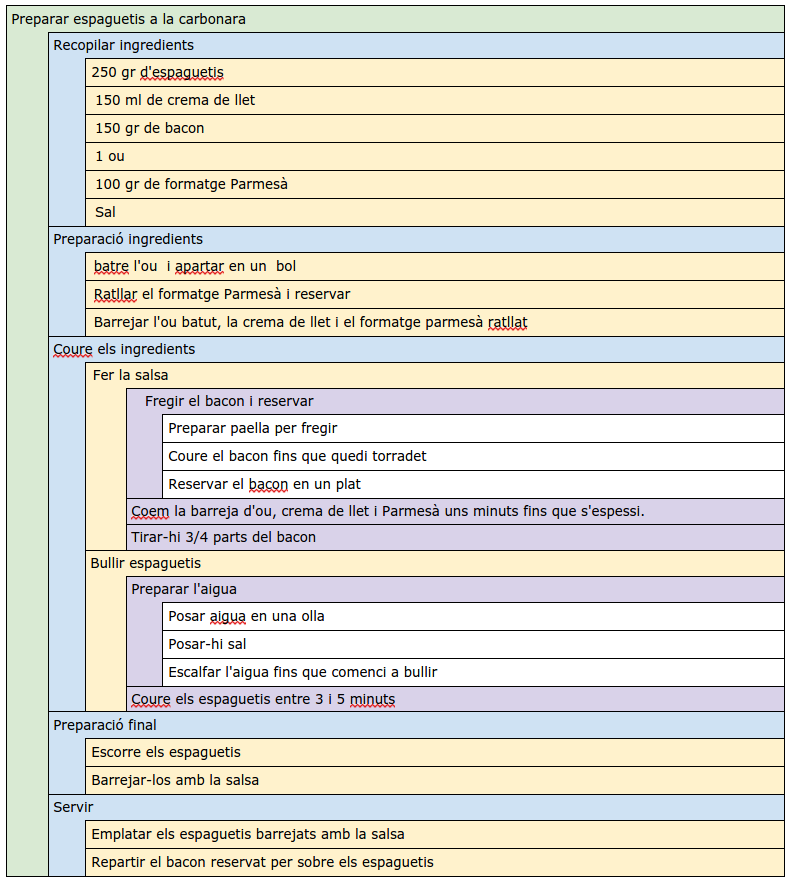 Preparar espaguetis a la carbonara
Recopilar ingredients
250 gr d'espaguetis
150 ml de crema de llet
150 gr de bacon
1 ou
100 gr de formatge Parmesà
Sal
Preparació ingredients
batre l'ou i apartar en un bol
Ratllar el formatge Parmesà i reservar
Barrejar l'ou batut, la crema de llet i el formatge parmesà ratllat
Coure els ingredients
Fer la salsa
Fregir el bacon i reservar
Preparar paella per fregir
Coure el bacon fins que quedi torradet
Reservar el bacon en un plat
Coem la barreja d'ou, crema de llet i Parmesà uns minuts fins que s'espessi.
Tirar-hi 3/4 parts del bacon
Bullir espaguetis
Preparar l'aigua
Posar aigua en una olla
Posar-hi sal
Escalfar l'aigua fins que comenci a bullir
Coure els espaguetis entre 3 i 5 minuts
Preparació final
Escorre els espaguetis
Barrejar-los amb la salsa
Servir
Emplatar els espaguetis barrejats amb la salsa
Repartir el bacon reservat per sobre els espaguetis